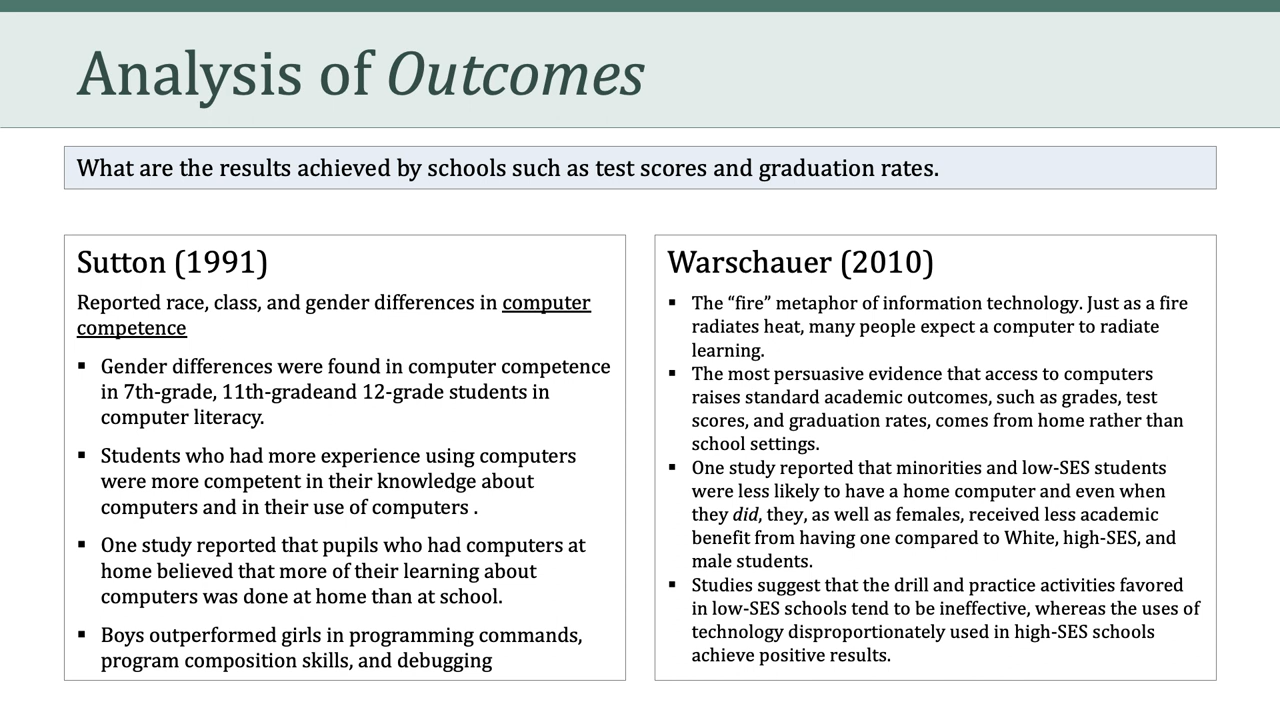 Analysis of Outcomes
What are the results achieved by schools such as test scores and graduation rates.
Sutton (1991)
Reported race, class, and gender differences in computer
competence
▪ Gender differences were found in computer competence
in 7th-grade, 11th-gradeand 12-grade students in
computer literacy.
▪ Students who had more experience using computers
were more competent in their knowledge about
computers and in their use of computers .
▪ One study reported that pupils who had computers at
home believed that more of their learning about
computers was done at home than at school.
▪ Boys outperformed girls in programming commands,
program composition skills, and debugging
Warschauer (2010)
▪ The “fire” metaphor of information technology. Just as a fire
radiates heat, many people expect a computer to radiate
learning.
▪ The most persuasive evidence that access to computers
raises standard academic outcomes, such as grades, test
scores, and graduation rates, comes from home rather than
school settings.
▪ One study reported that minorities and low-SES students
were less likely to have a home computer and even when
they did, they, as well as females, received less academic
benefit from having one compared to White, high-SES, and
male students.
▪ Studies suggest that the drill and practice activities favored
in low-SES schools tend to be ineffective, whereas the uses of
technology disproportionately used in high-SES schools
achieve positive results.